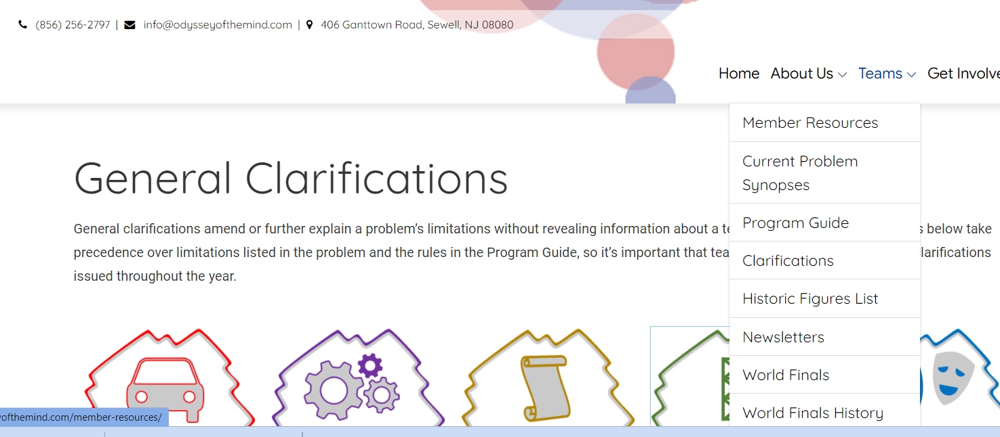 (856) 256-2797 | info@odysseyofthemind.com | 406 Ganttown Road, Sewell, NJ 08080
Home About Us Teams Get Involve
Member Resources
Current Problem
Synopses
Program Guide
Clarifications
Historic Figures List
Newsletters
World Finals
World Finals History
General Clarifications
General clarifications amend or further explain a problem’s limitations without revealing information about a te s below take
precedence over limitations listed in the problem and the rules in the Program Guide, so it’s important that tea larifications
issued throughout the year.
yofthemind.com/member-resources/